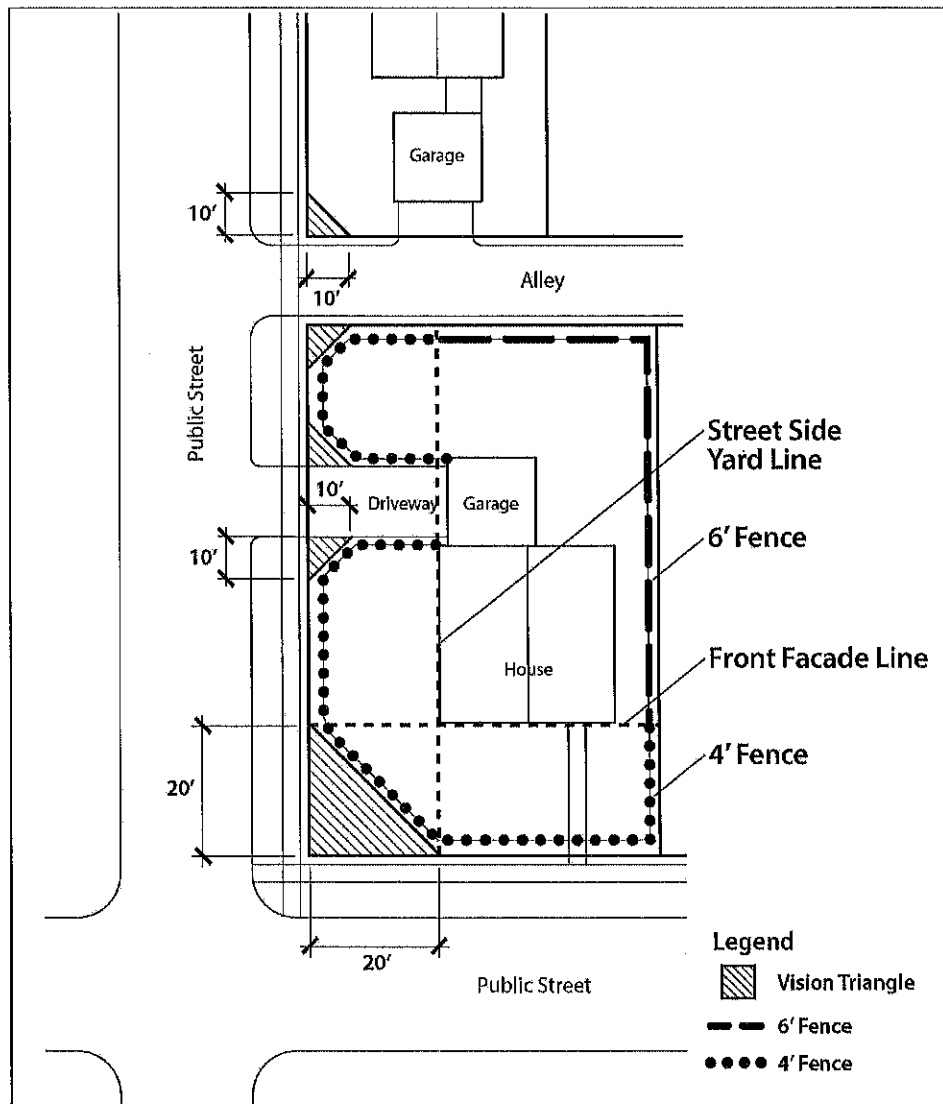 Garage
10'
Alley
10'
Public Street
Street Side
Yard Line
10'
Driveway
Garage
10'
6' Fence
House
Front Facade Line
4' Fence
20'
20'
Public Street
Legend
Vision Triangle
6' Fence
4' Fence